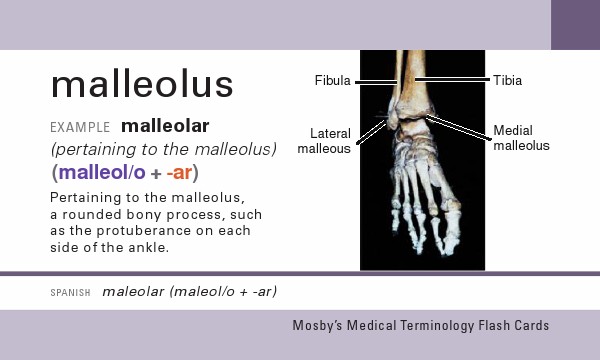 malleolus
EXAMPLE malleolar
(pertaining to the malleolus)
(malleol/o + -ar)
Pertaining to the malleolus,
a rounded bony process, such
as the protuberance on each
side of the ankle.
Fibula
Tibia
Lateral
malleous
Medial
malleolus
SPANISH maleolar (maleol/o + -ar)
Mosby's Medical Terminology Flash Cards